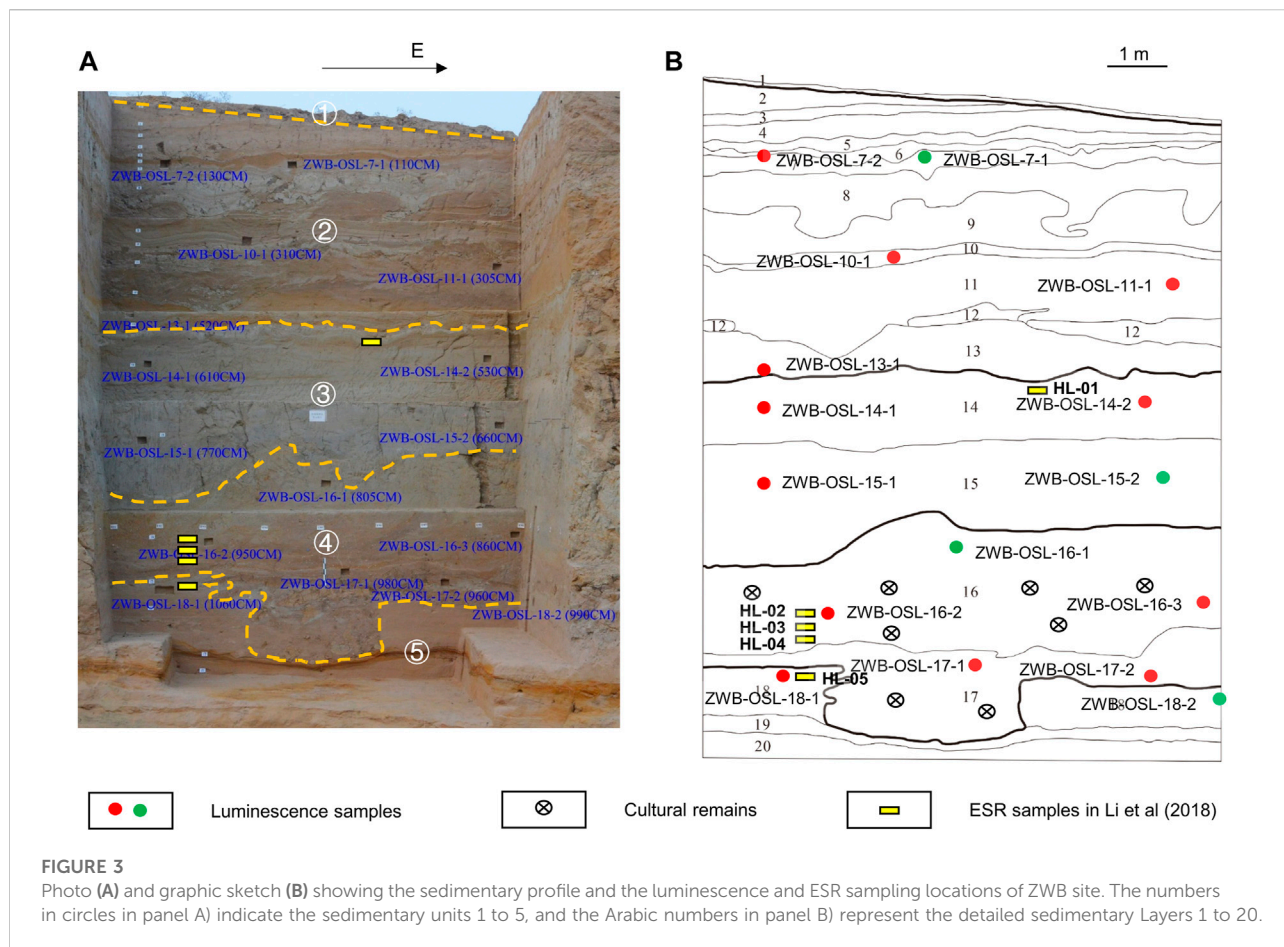 A
E
①
ZWB-OSL-7-1 (110CM)
ZWB-OSL-7-2 (130CM)
②
ZWB-OSL-10-1 (310CM)
ZWB-OSL-11-1 (305CM)
ZWB-OSL-13-1 (520CM)
ZWB-OSL-14-1 (610CM)
ZWB-OSL-14-2 (530CM)
③
ZWB-OSL-15-1 (770CM)
ZWB-OSL-15-2 (660CM)
ZWB-OSL-16-1 (805CM)
④
ZWB-OSL-16-2 (950CM)
ZWB-OSL-16-3 (860CM)
ZWB-OSL-17-1 (980CM)
ZWB-OSL-18-1 (1060CM)
ZWB-OSL-17-2 (960CM)
ZWB-OSL-18-2 (990CM)
⑤
B
1 m
1
2
3
4
5
6
ZWB-OSL-7-2
ZWB-OSL-7-1
8
9
10
ZWB-OSL-10-1
11
ZWB-OSL-11-1
12
12
12
13
ZWB-OSL-13-1
HL-01
ZWB-OSL-14-1
14
ZWB-OSL-14-2
ZWB-OSL-15-1
15
ZWB-OSL-15-2
ZWB-OSL-16-1
16
HL-02
ZWB-OSL-16-2
ZWB-OSL-16-3
HL-03
HL-04
ZWB-OSL-17-1
ZWB-OSL-17-2
HL-05
18
ZWB-OSL-18-1
17
ZWB-OSL-18-2
19
20
Luminescence samples
Cultural remains
ESR samples in Li et al (2018)
FIGURE 3
Photo (A) and graphic sketch (B) showing the sedimentary profile and the luminescence and ESR sampling locations of ZWB site. The numbers
in circles in panel A) indicate the sedimentary units 1 to 5, and the Arabic numbers in panel B) represent the detailed sedimentary Layers 1 to 20.